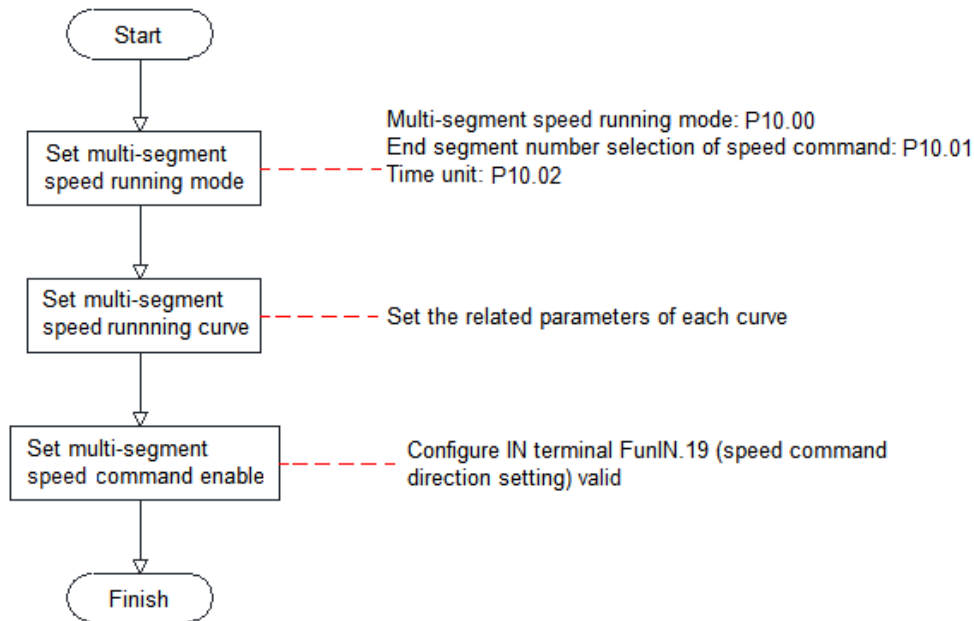 Start
Set multi-segment
speed running mode
Multi-segment speed running mode: P10.00
End segment number selection of speed command: P10.01
Time unit: P10.02
Set multi-segment
speed runnning curve
Set the related parameters of each curve
Set multi-segment
speed command enable
Configure IN terminal FunIN.19 (speed command
direction setting) valid
Finish